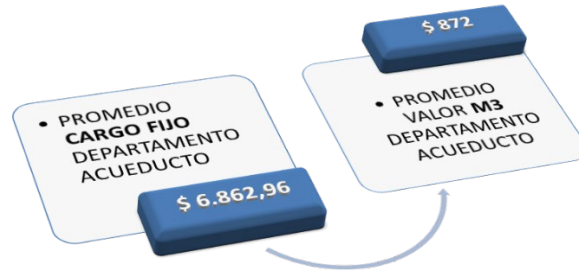 • PROMEDIO
CARGO FIJO
DEPARTAMENTO
ACUEDUCTO
$ 6.862,96
$ 872
• PROMEDIO
VALOR M3
DEPARTAMENTO
ACUEDUCTO